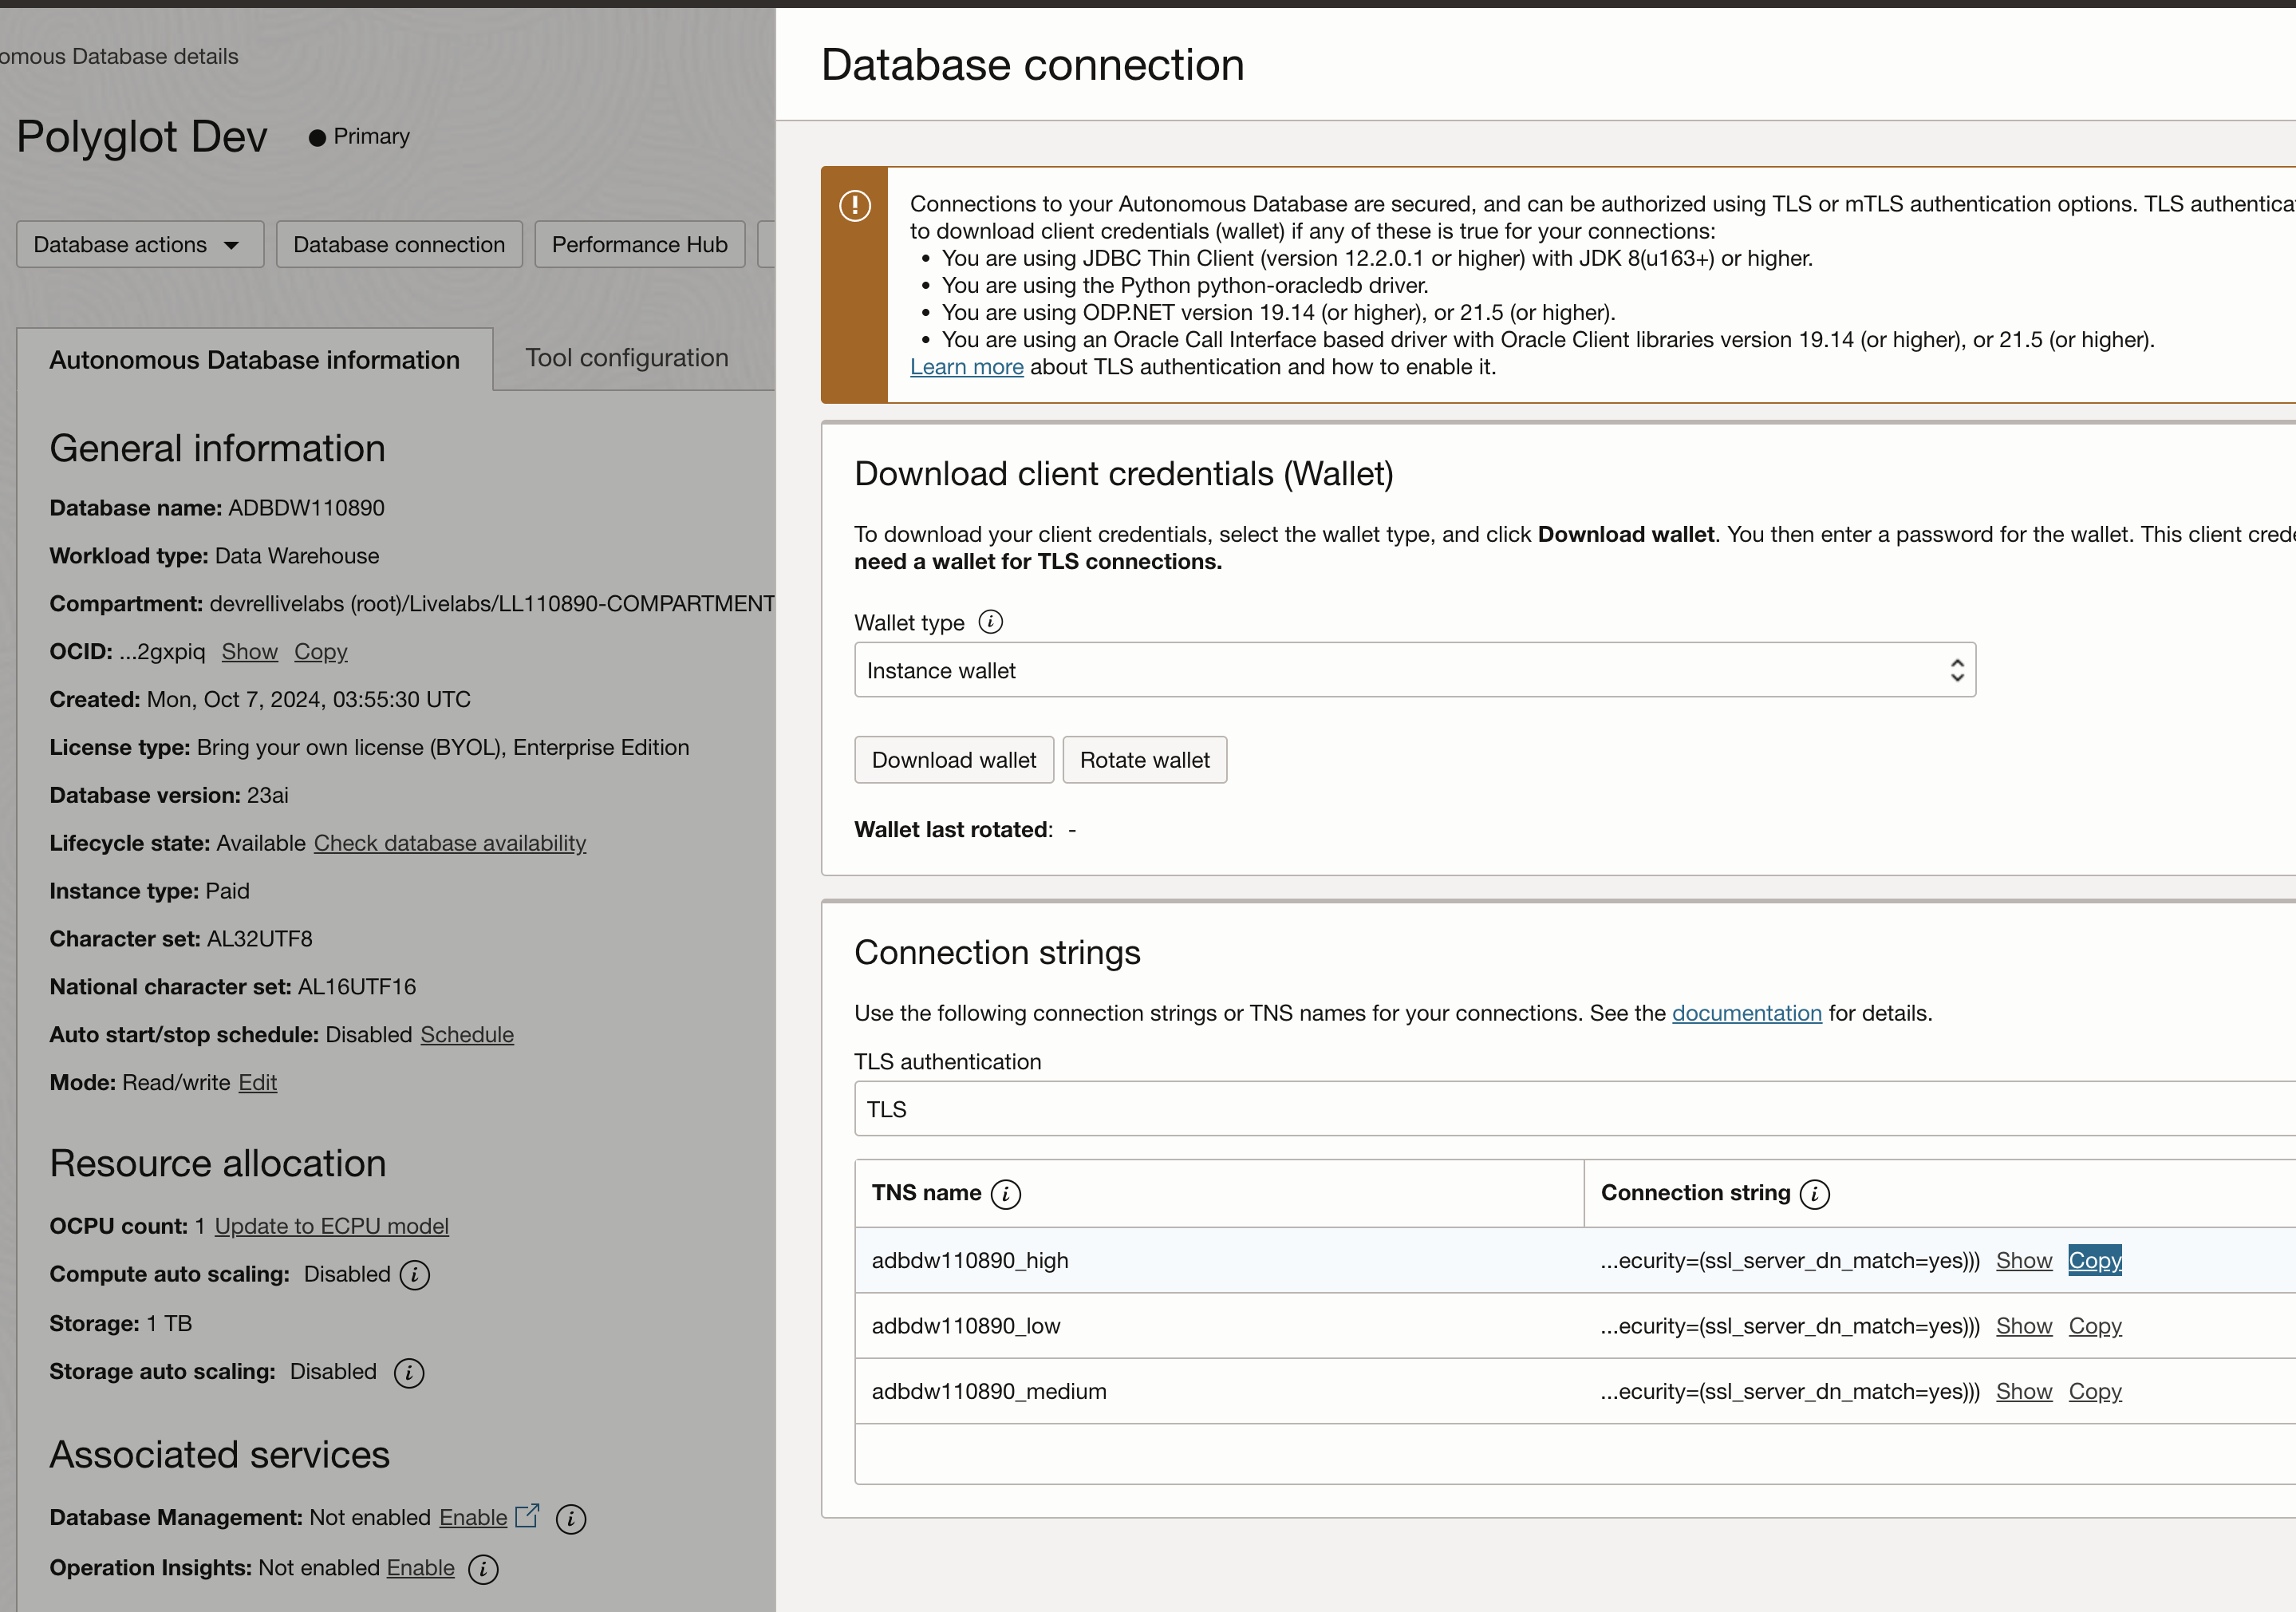 omous Database details
Polyglot Dev
Primary
Database actions
Database connection
Performance Hub
Autonomous Database information
Tool configuration
General information
Database name: ADBDW110890
Workload type: Data Warehouse
Compartment: devrellivelabs (root)/Livelabs/LL110890-COMPARTMENT
OCID: ...2gxpiq Show Copy
Created: Mon, Oct 7, 2024, 03:55:30 UTC
License type: Bring your own license (BYOL), Enterprise Edition
Database version: 23ai
Lifecycle state: Available Check database availability
Instance type: Paid
Character set: AL32UTF8
National character set: AL16UTF16
Auto start/stop schedule: Disabled Schedule
Mode: Read/write Edit
Resource allocation
OCPU count: 1 Update to ECPU model
Compute auto scaling: Disabled
Storage: 1 TB
Storage auto scaling: Disabled
Associated services
Database Management: Not enabled Enable
Operation Insights: Not enabled Enable
Database connection
Connections to your Autonomous Database are secured, and can be authorized using TLS or mTLS authentication options. TLS authentica
to download client credentials (wallet) if any of these is true for your connections:
• You are using JDBC Thin Client (version 12.2.0.1 or higher) with JDK 8(u163+) or higher.
• You are using the Python python-oracledb driver.
• You are using ODP.NET version 19.14 (or higher), or 21.5 (or higher).
• You are using an Oracle Call Interface based driver with Oracle Client libraries version 19.14 (or higher), or 21.5 (or higher).
Learn more about TLS authentication and how to enable it.
Download client credentials (Wallet)
To download your client credentials, select the wallet type, and click Download wallet. You then enter a password for the wallet. This client crede
need a wallet for TLS connections.
Wallet type
Instance wallet
Download wallet
Rotate wallet
Wallet last rotated: -
Connection strings
Use the following connection strings or TNS names for your connections. See the documentation for details.
TLS authentication
TLS
TNS name
Connection string
adbdw110890_high
...ecurity=(ssl_server_dn_match=yes))) Show Copy
adbdw110890_low
...ecurity=(ssl_server_dn_match=yes))) Show Copy
adbdw110890_medium
...ecurity=(ssl_server_dn_match=yes))) Show Copy